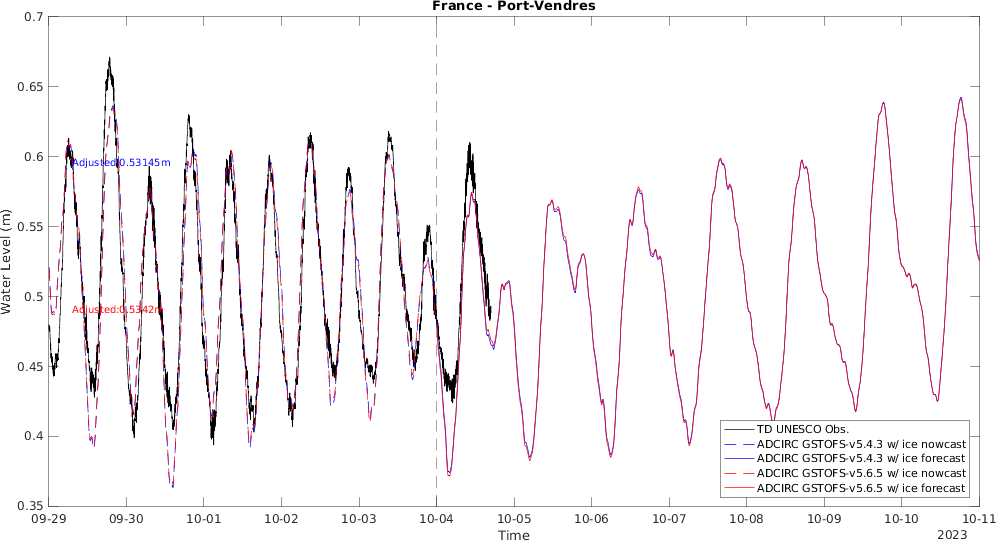 France - Port-Vendres
Water Level (m)
0.7
0.65
0.6
0.55
0.5
0.45
0.4
0.35
Adjusted:0.53145m
Adjusted:0.5342m
TD UNESCO Obs.
ADCIRC GSTOFS-v5.4.3 w/ ice nowcast
ADCIRC GSTOFS-v5.4.3 w/ ice forecast
ADCIRC GSTOFS-v5.6.5 w/ ice nowcast
ADCIRC GSTOFS-v5.6.5 w/ ice forecast
09-29 09-30 10-01 10-02 10-03 10-04 10-05 10-06 10-07 10-08 10-09 10-10 10-11
Time
2023